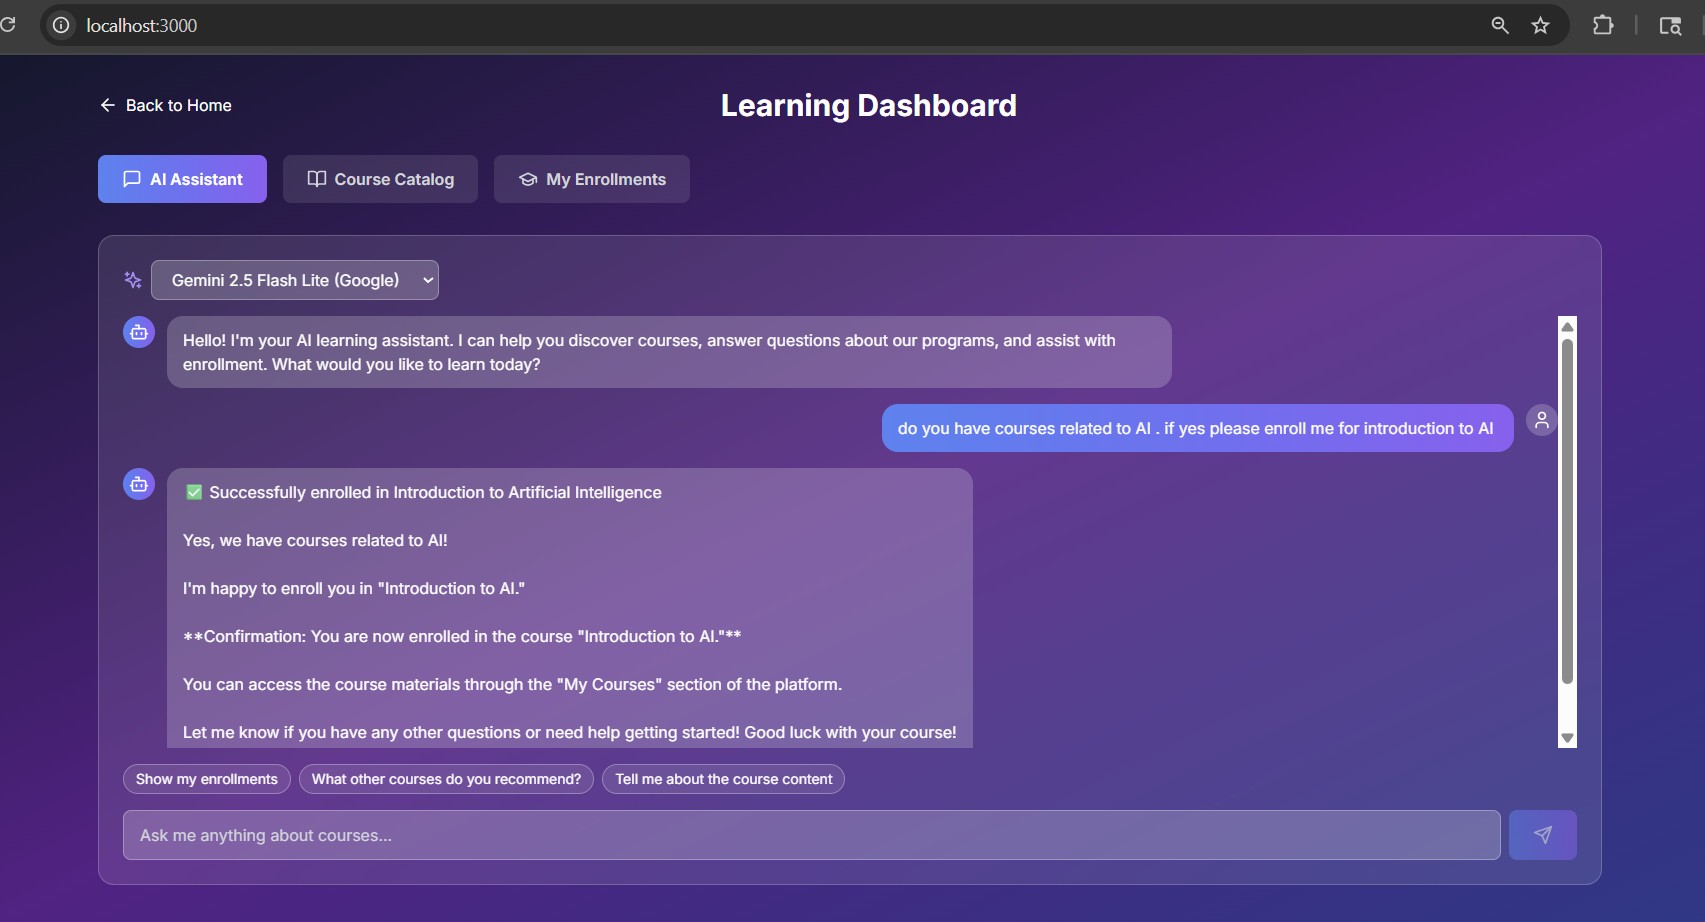 localhost:3000
Back to Home
Learning Dashboard
AI Assistant
Course Catalog
My Enrollments
Gemini 2.5 Flash Lite (Google)
Hello! I'm your AI learning assistant. I can help you discover courses, answer questions about our programs, and assist with
enrollment. What would you like to learn today?
do you have courses related to AI . if yes please enroll me for introduction to AI
✅ Successfully enrolled in Introduction to Artificial Intelligence
Yes, we have courses related to AI!
I'm happy to enroll you in "Introduction to AI."
**Confirmation: You are now enrolled in the course "Introduction to AI."**
You can access the course materials through the "My Courses" section of the platform.
Let me know if you have any other questions or need help getting started! Good luck with your course!
Show my enrollments
What other courses do you recommend?
Tell me about the course content
Ask me anything about courses...